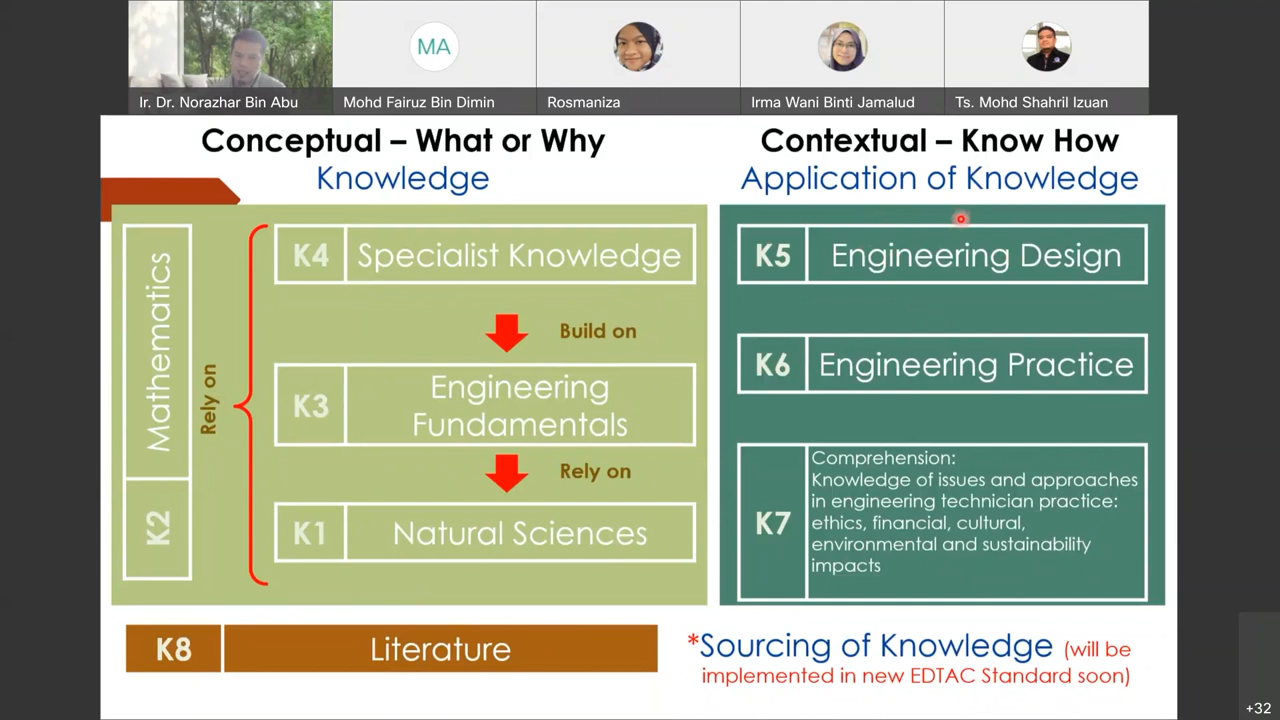 MA
Ir. Dr. Norazhar Bin Abu
Mohd Fairuz Bin Dimin
Rosmaniza
Irma Wani Binti Jamalud
Ts. Mohd Shahril Izuan
Conceptual – What or Why
Knowledge
Contextual – Know How
Application of Knowledge
Mathematics
K2
Rely on
K4
Specialist Knowledge
Build on
K3
Engineering
Fundamentals
Rely on
K1
Natural Sciences
K5
Engineering Design
K6
Engineering Practice
K7
Comprehension:
Knowledge of issues and approaches
in engineering technician practice:
ethics, financial, cultural,
environmental and sustainability
impacts
K8
Literature
*Sourcing of Knowledge (will be
implemented in new EDTAC Standard soon)
+32